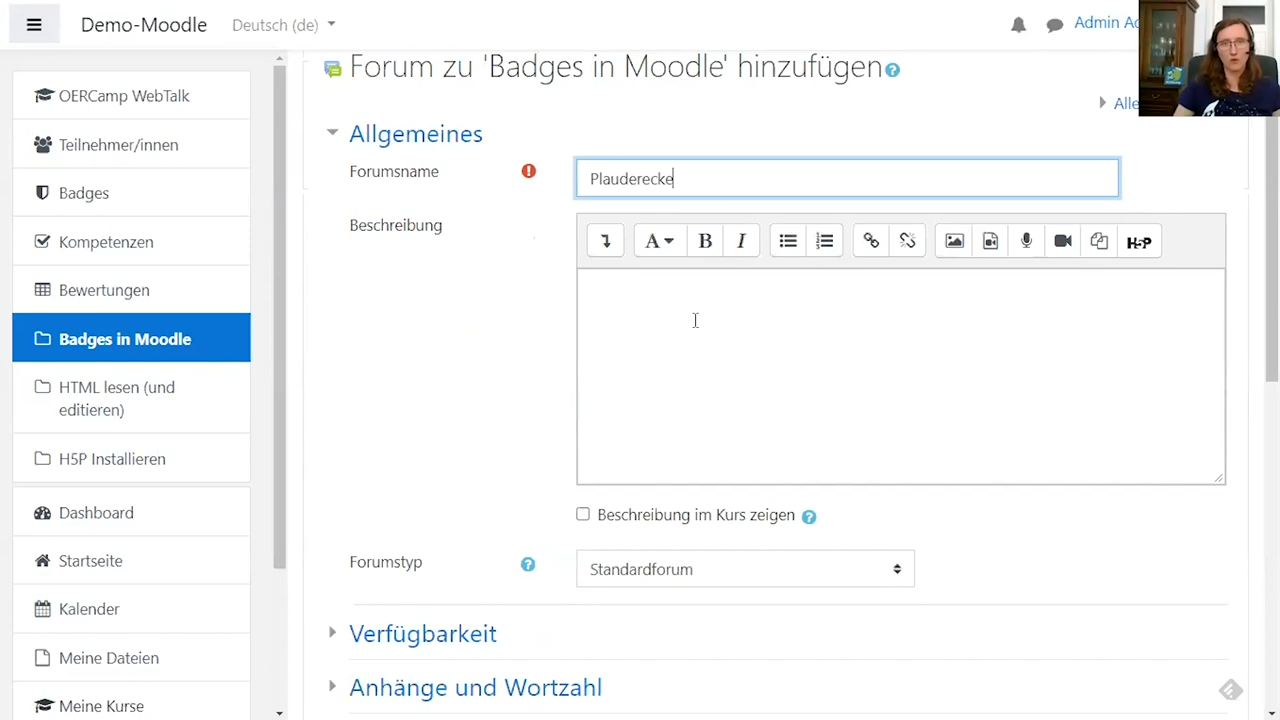 Demo-Moodle
Deutsch (de)
Admin
OERCamp WebTalk
Teilnehmer/innen
Badges
Kompetenzen
Bewertungen
Badges in Moodle
HTML lesen (und
editieren)
H5P Installieren
Dashboard
Startseite
Kalender
Meine Dateien
Meine Kurse
Forum zu 'Badges in Moodle' hinzufügen
Alle
Allgemeines
Forumsname
Plauderecke
Beschreibung
A B I
H5P
Beschreibung im Kurs zeigen
Forumstyp
Standardforum
Verfügbarkeit
Anhänge und Wortzahl